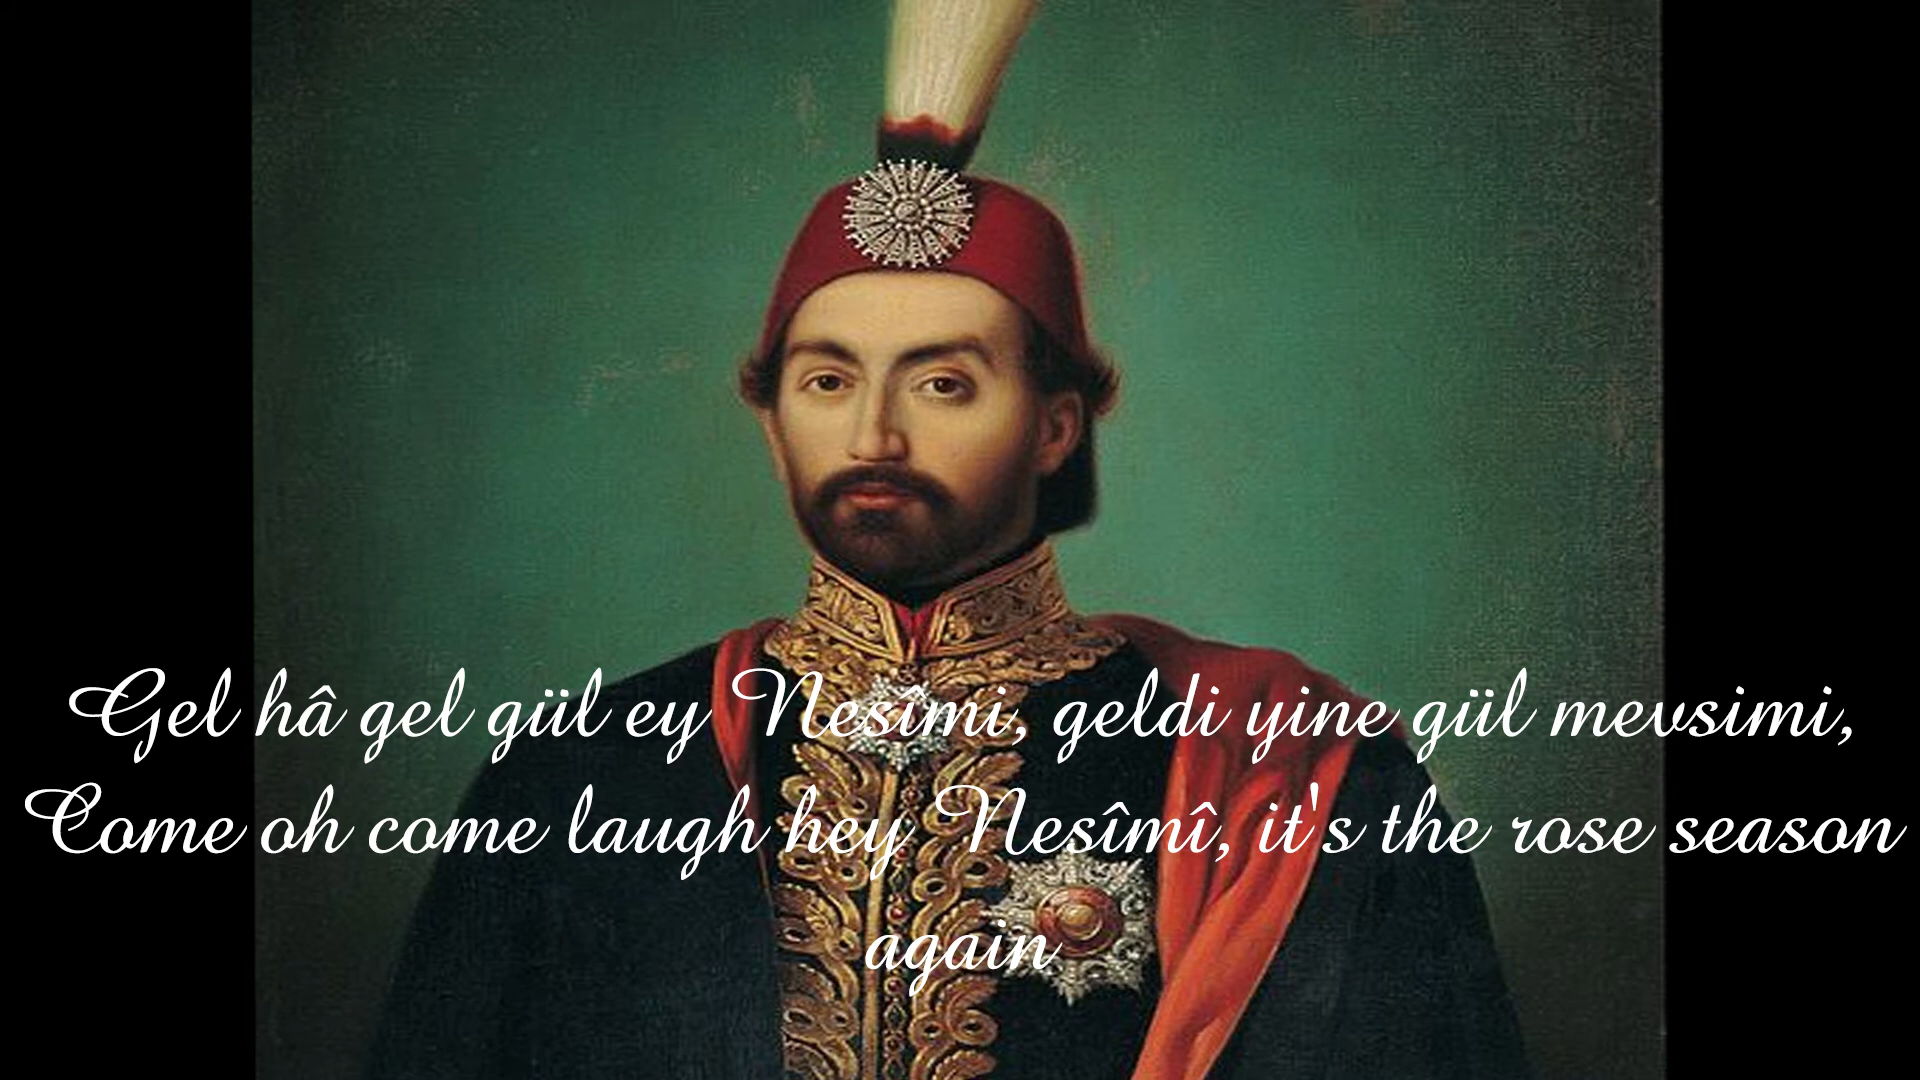 Gel hâ gel gül ey Nesîmi, geldi yine gül mevsimi,
Come oh come laugh hey Nesîmî, it's the rose season
again